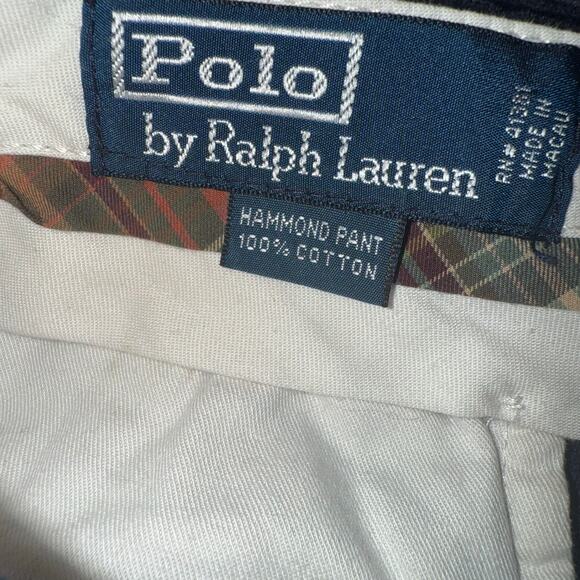 Polo
by Ralph Lauren
RN# 41381
MADE IN
MACAU
HAMMOND PANT
100% COTTON